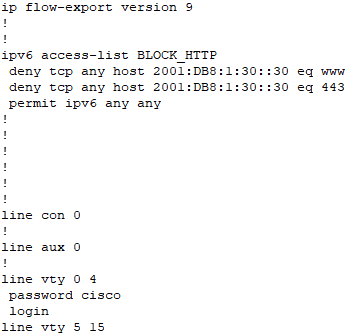 ip flow-export version 9
!
!
ipv6 access-list BLOCK_HTTP
 deny tcp any host 2001:DB8:1:30::30 eq www
 deny tcp any host 2001:DB8:1:30::30 eq 443
 permit ipv6 any any
!
!
!
!
!
!
line con 0
!
line aux 0
!
line vty 0 4
 password cisco
 login
line vty 5 15